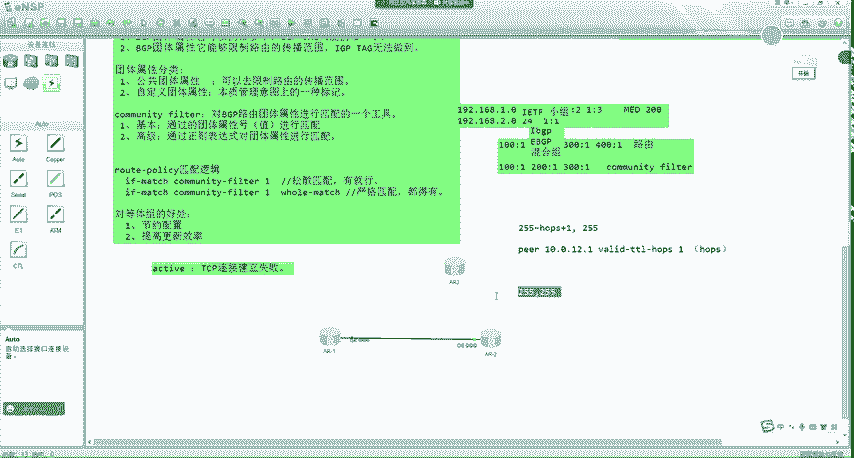 eNSP
2、BGP团体属性它能够限制路由的传播范围，IGP TAG无法做到.
团体属性分类：
1、公共团体属性 ：可以去限制路由的传播范围。
2、自定义团体属性：本类管理意图上的一种标记。
community filter：对BGP路由团体属性进行匹配的一个工具。
1、基本：通过的团体属性号（值）进行匹配
2、高级：通过正则表达式对团体属性进行匹配。
route-policy匹配逻辑
if-match community-filter 1 //松散匹配，有就行、
if-match community-filter 1 whole-match //严格匹配，都得有。
对等体组的好处：
1、节约配置
2、提高更新效率
active ：TCP连接建立失败。
192.168.1.0 IETF 小组:2 1:3 MED 200
192.168.2.0 24 1:1
Ibgp
EBGP
混合组
100:1 300:1 400:1 路由
100:1 200:1 300:1 community filter
255-hops+1, 255
peer 10.0.12.1 valid-ttl-hops 1 （hops）
255,255
AR-1
AR-2
Auto
Auto
Copper
Serial
POS
E1
ATM
CTL
Auto
自动选择接口连接设备。